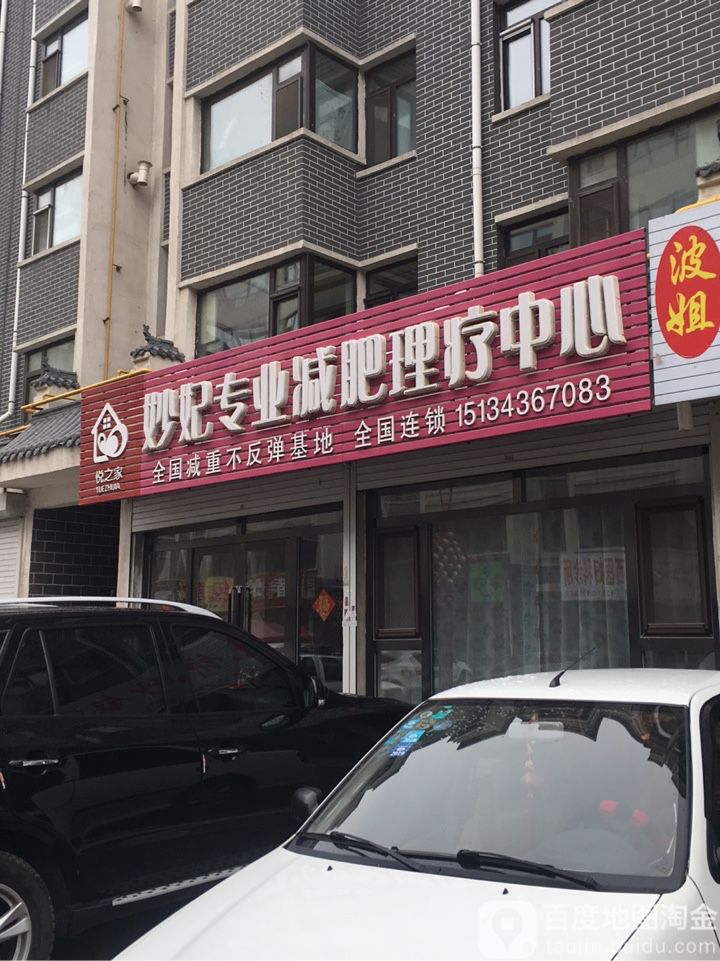 妙妃专业减肥理疗中心
全国减重不反弹基地 全国连锁 15134367083
悦之家
YUEZHIJIA
波姐
百度地图淘金
taojin.baidu.com